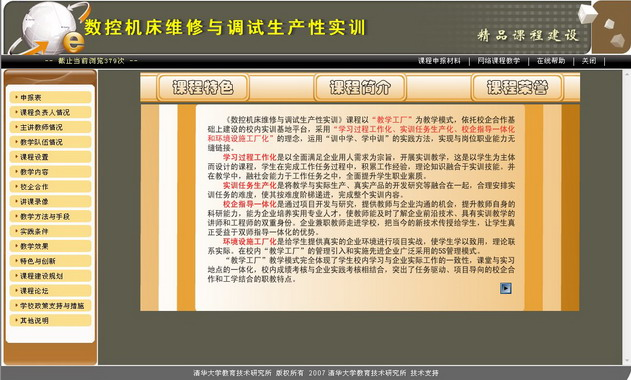 数控机床维修与调试生产性实训
精品课程建设
-- 截止当前浏览379次 --
课程申报材料 | 网络课程教学 | 在线帮助 | 关闭 |
申报表
课程负责人情况
主讲教师情况
教学队伍情况
课程设置
教学内容
校企合作
讲课录像
教学方法与手段
实践条件
教学效果
特色与创新
课程建设规划
课程论坛
学校政策支持与措施
其他说明
课程特色 课程简介 课程荣誉
《数控机床维修与调试生产性实训》课程以“教学工厂”为教学模式，依托校企合作基
础上建设的校内实训基地平台，采用“学习过程工作化、实训任务生产化、校企指导一体化
和环境设施工厂化”的理念，运用“训中学、学中训”的实践方法，实现与岗位职业能力无
缝链接。
学习过程工作化是以全面满足企业用人需求为宗旨，开展实训教学，这是以学生为主体
而设计的课程，学生在完成工作任务过程中，积累工作经验，理论知识融合于实训技能，并
在教学中，融社会能力于工作任务之中，全面提升学生职业素质。
实训任务生产化是将教学与实际生产、真实产品的开发研究等融合在一起，合理安排实
训任务的难度，使其按难度阶梯递进，完成整个实训内容。
校企指导一体化是通过项目开发与研究，提供教师与企业沟通的机会，提升教师自身的
科研能力，能为企业培养实用专业人才，使教师能及时了解企业前沿技术、具有实训教学的
讲师和工程师的双重身份，企业兼职教师走进学校，把当今的新技术传授给学生，让学生真
正受益于双师指导一体化的优势。
环境设施工厂化是给学生提供真实的企业环境进行项目实战，使学生学以致用，理论联
系实际。在校内“教学工厂”的管理引入和实施先进企业广泛采用的5S管理模式。
“教学工厂”教学模式完全体现了学生校内学习与企业实际工作的一致性，课堂与实习
地点的一体化，校内成绩考核与企业实践考核相结合，突出了任务驱动、项目导向的校企合
作和工学结合的职教特点。
清华大学教育技术研究所 版权所有 2007 清华大学教育技术研究所 技术支持